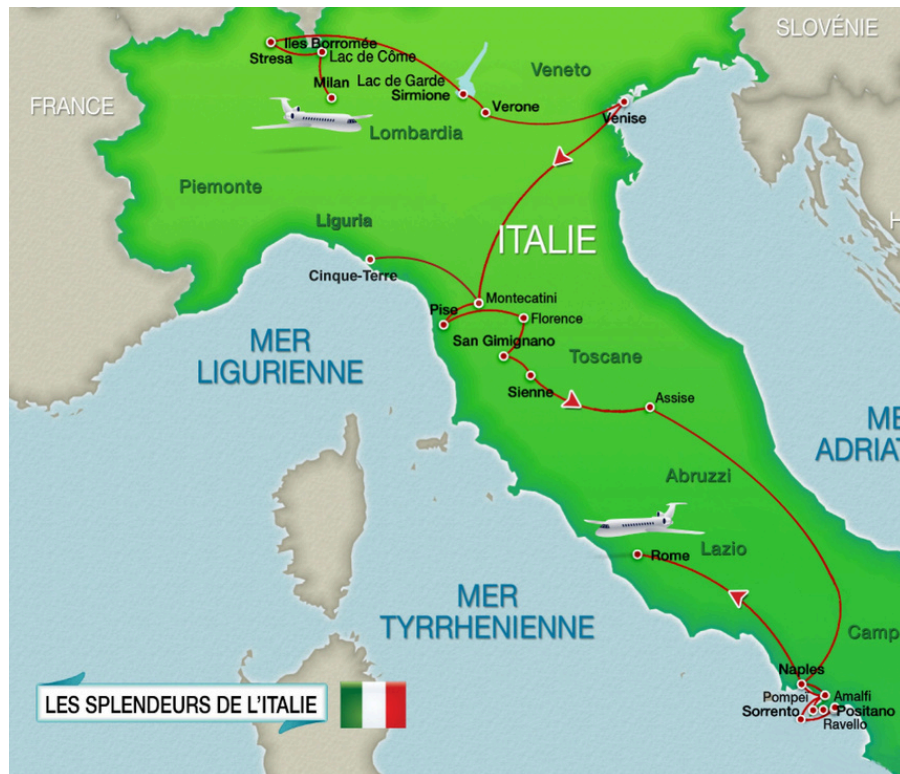 SLOVÉNIE
Iles Borromée
Stresa
Lac de Côme
Veneto
Milan
Lac de Garde
Sirmione
FRANCE
Verone
Venise
Lombardia
Piemonte
Liguria
H
ITALIE
Cinque-Terre
Montecatini
Pise
Florence
MER
LIGURIENNE
San Gimignano
Toscane
Sienne
Assise
ME
ADRIAT
Abruzzi
Rome
Lazio
MER
TYRRHENIENNE
Camp
Naples
Pompei
Amalfi
Sorrento
Positano
Ravello
LES SPLENDEURS DE L'ITALIE